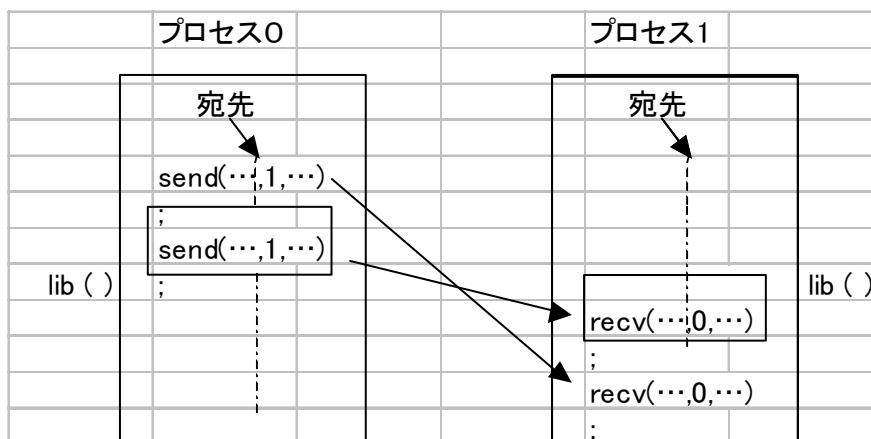 プロセス0 プロセス1
宛先 宛先
send(…,1,…)
;
send(…,1,…)
lib ( ) ; lib ( )
recv(…,0,…)
;
recv(…,0,…)
;